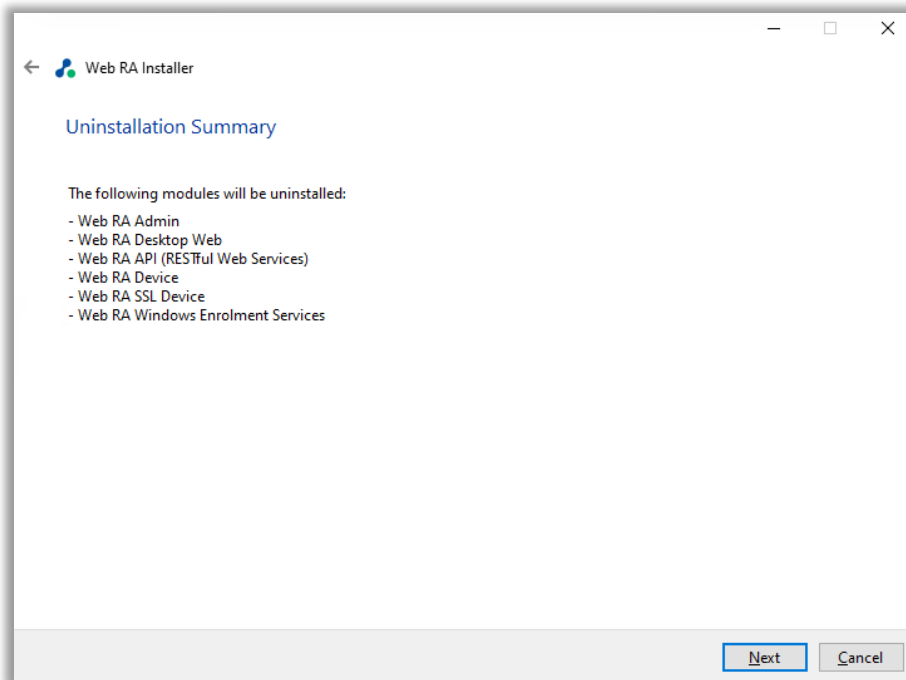 Web RA Installer
Uninstallation Summary
The following modules will be uninstalled:
- Web RA Admin
- Web RA Desktop Web
- Web RA API (RESTful Web Services)
- Web RA Device
- Web RA SSL Device
- Web RA Windows Enrolment Services
Next Cancel